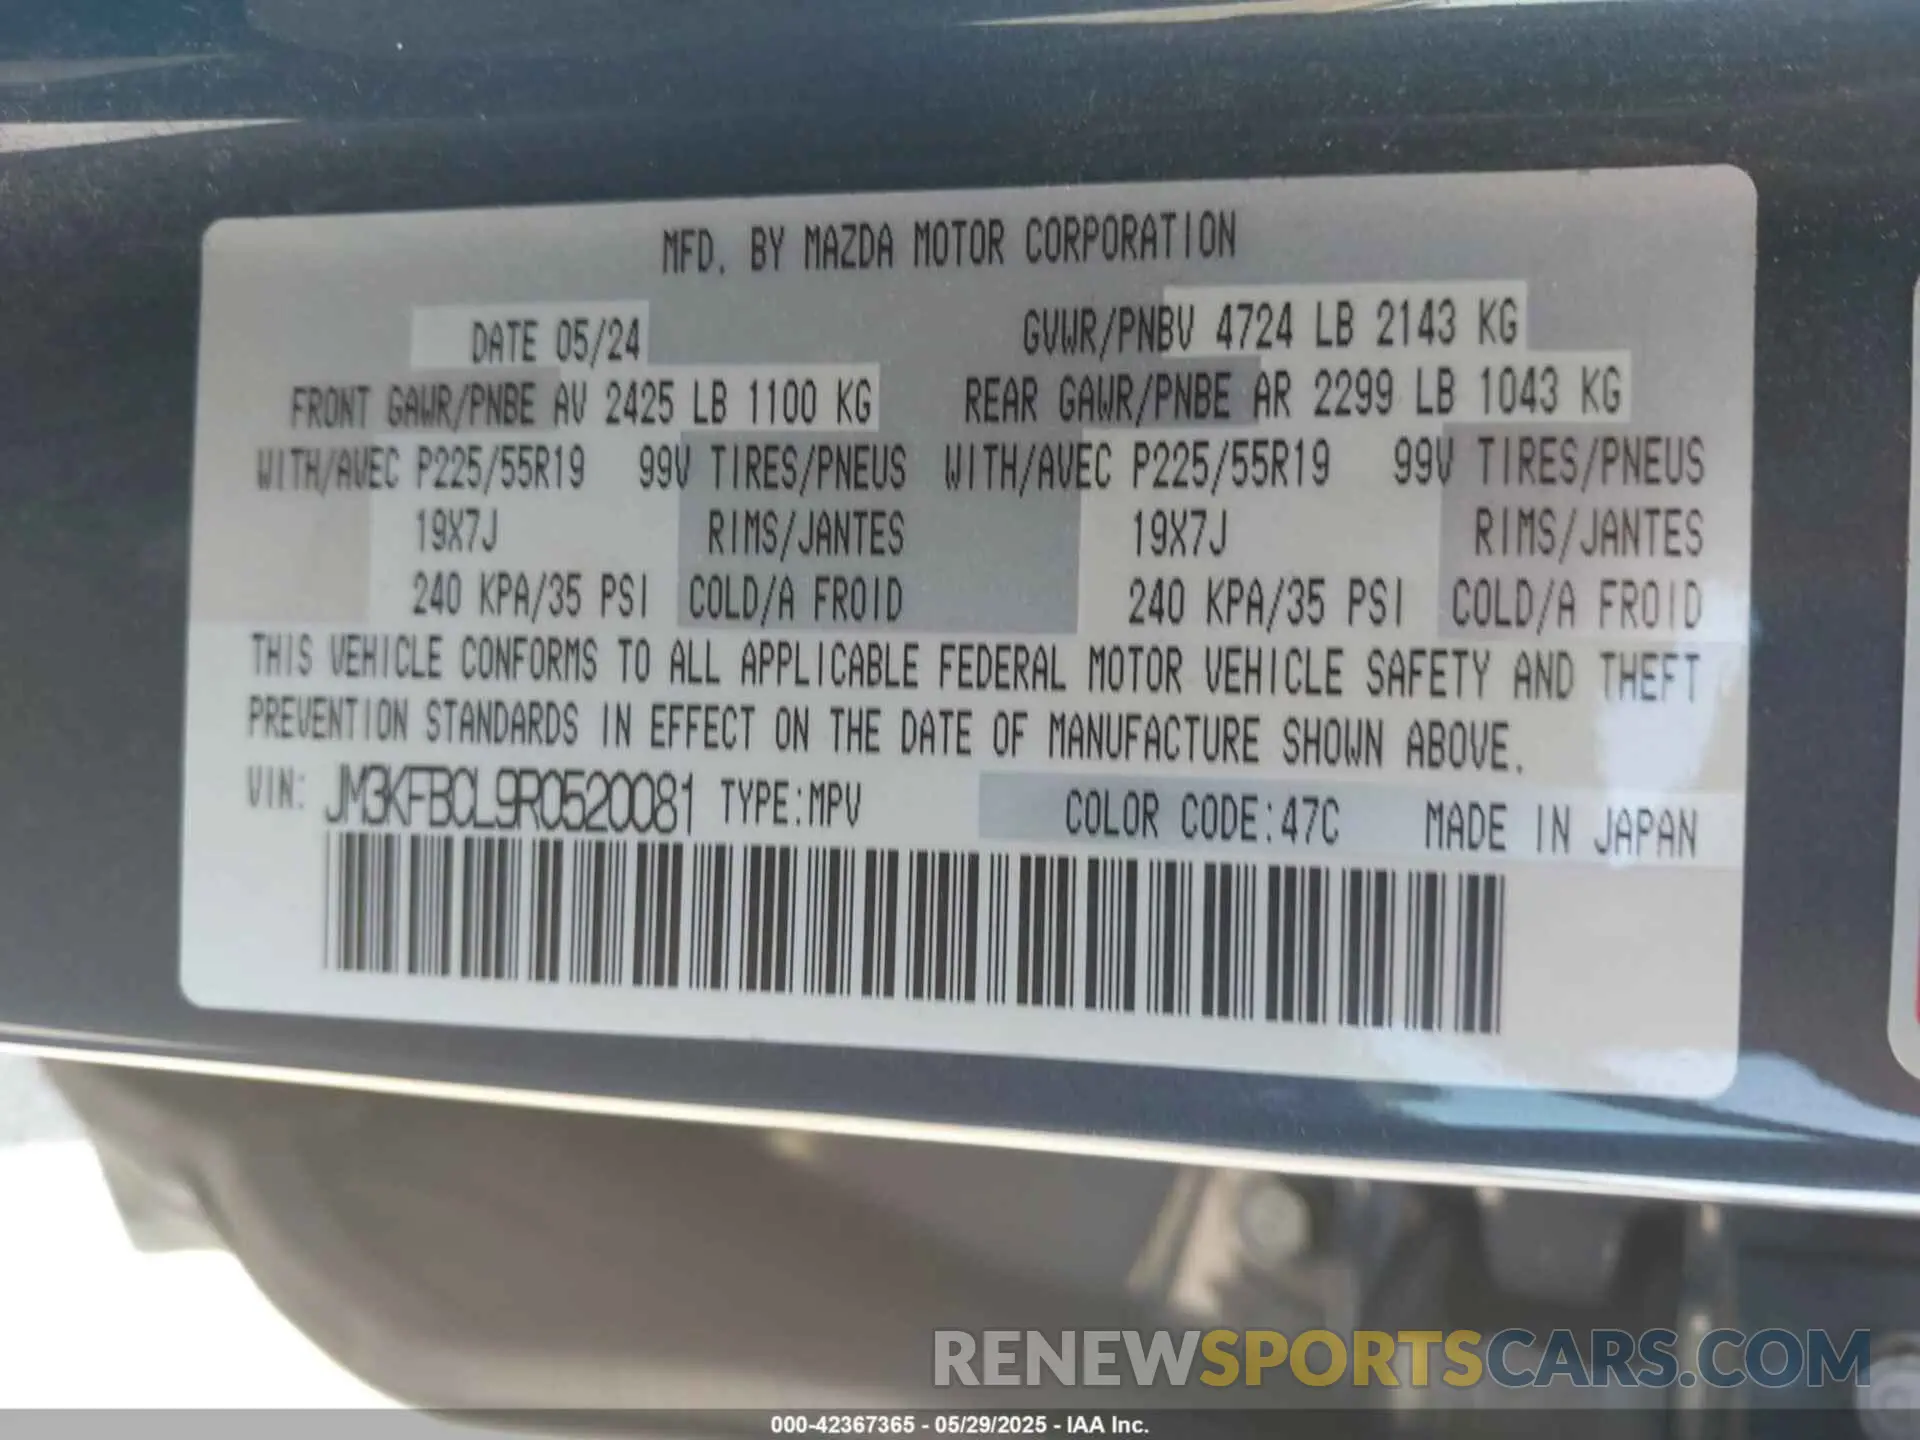 MFD. BY MAZDA MOTOR CORPORATION
DATE 05/24 GVWR/PNBV 4724 LB 2143 KG
FRONT GAWR/PNBE AV 2425 LB 1100 KG REAR GAWR/PNBE AR 2299 LB 1043 KG
WITH/AVEC P225/55R19 99V TIRES/PNEUS WITH/AVEC P225/55R19 99V TIRES/PNEUS
19X7J RIMS/JANTES 19X7J RIMS/JANTES
240 KPA/35 PSI COLD/A FROID 240 KPA/35 PSI COLD/A FROID
THIS VEHICLE CONFORMS TO ALL APPLICABLE FEDERAL MOTOR VEHICLE SAFETY AND THEFT
PREVENTION STANDARDS IN EFFECT ON THE DATE OF MANUFACTURE SHOWN ABOVE.
VIN: JM3KFBCL9R0520081 TYPE:MPV COLOR CODE:47C MADE IN JAPAN
RENEWSPORTSCARS.COM
000-42367365 - 05/29/2025 - IAA Inc.